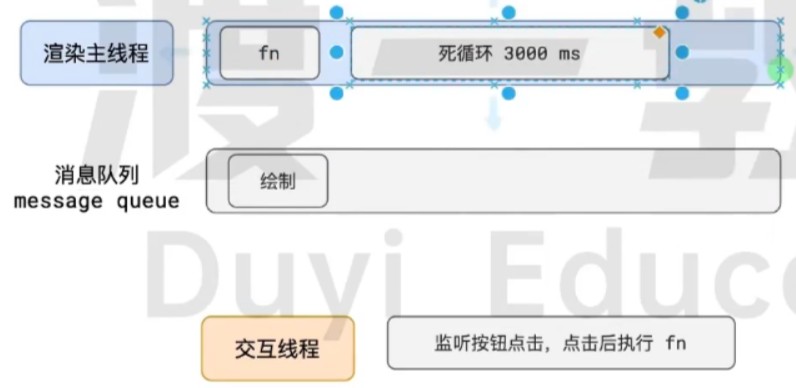 渲染主线程
fn
死循环 3000 ms
消息队列
message queue
绘制
Duyi Educa
交互线程
监听按钮点击，点击后执行 fn